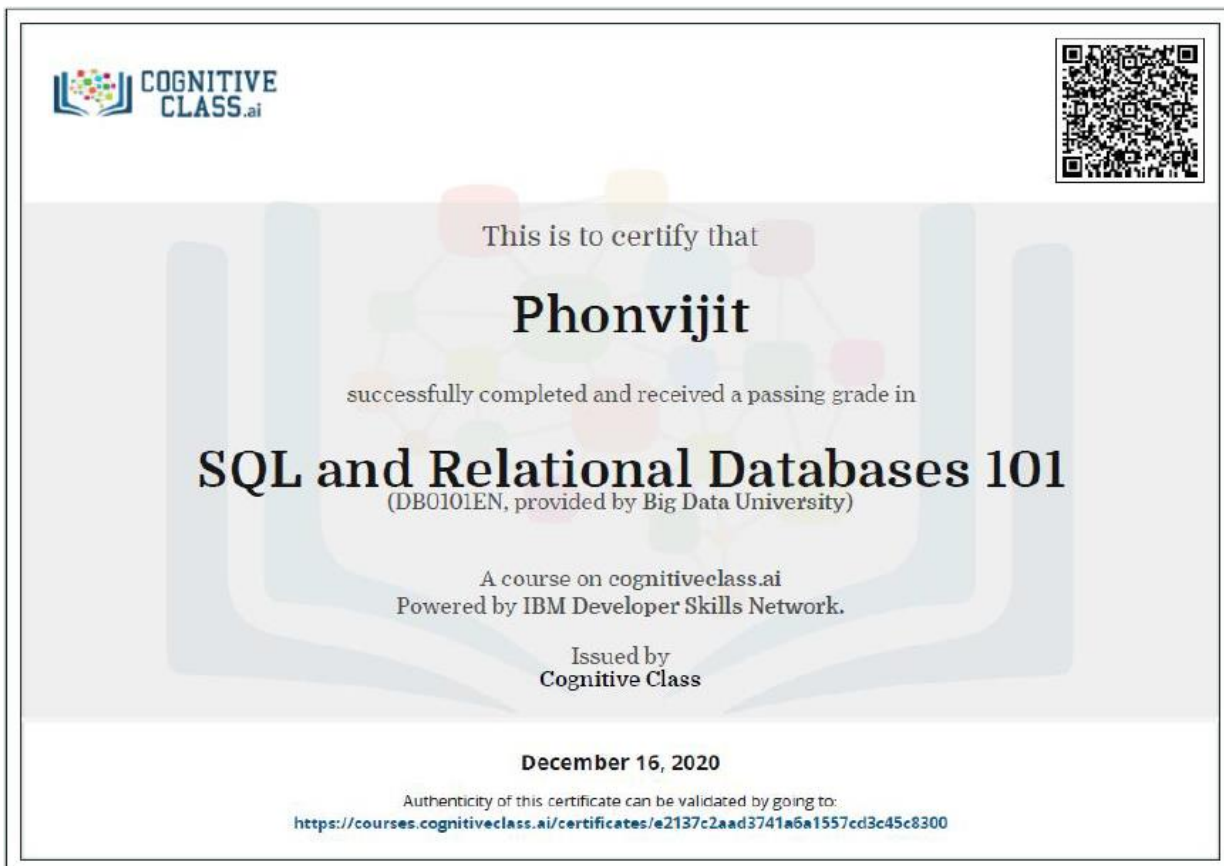 COGNITIVE
CLASS.ai
This is to certify that
Phonvijit
successfully completed and received a passing grade in
SQL and Relational Databases 101
(DB0101EN, provided by Big Data University)
A course on cognitiveclass.ai
Powered by IBM Developer Skills Network.
Issued by
Cognitive Class
December 16, 2020
Authenticity of this certificate can be validated by going to:
https://courses.cognitiveclass.ai/certificates/e2137c2aad3741a6a1557cd3c45c8300